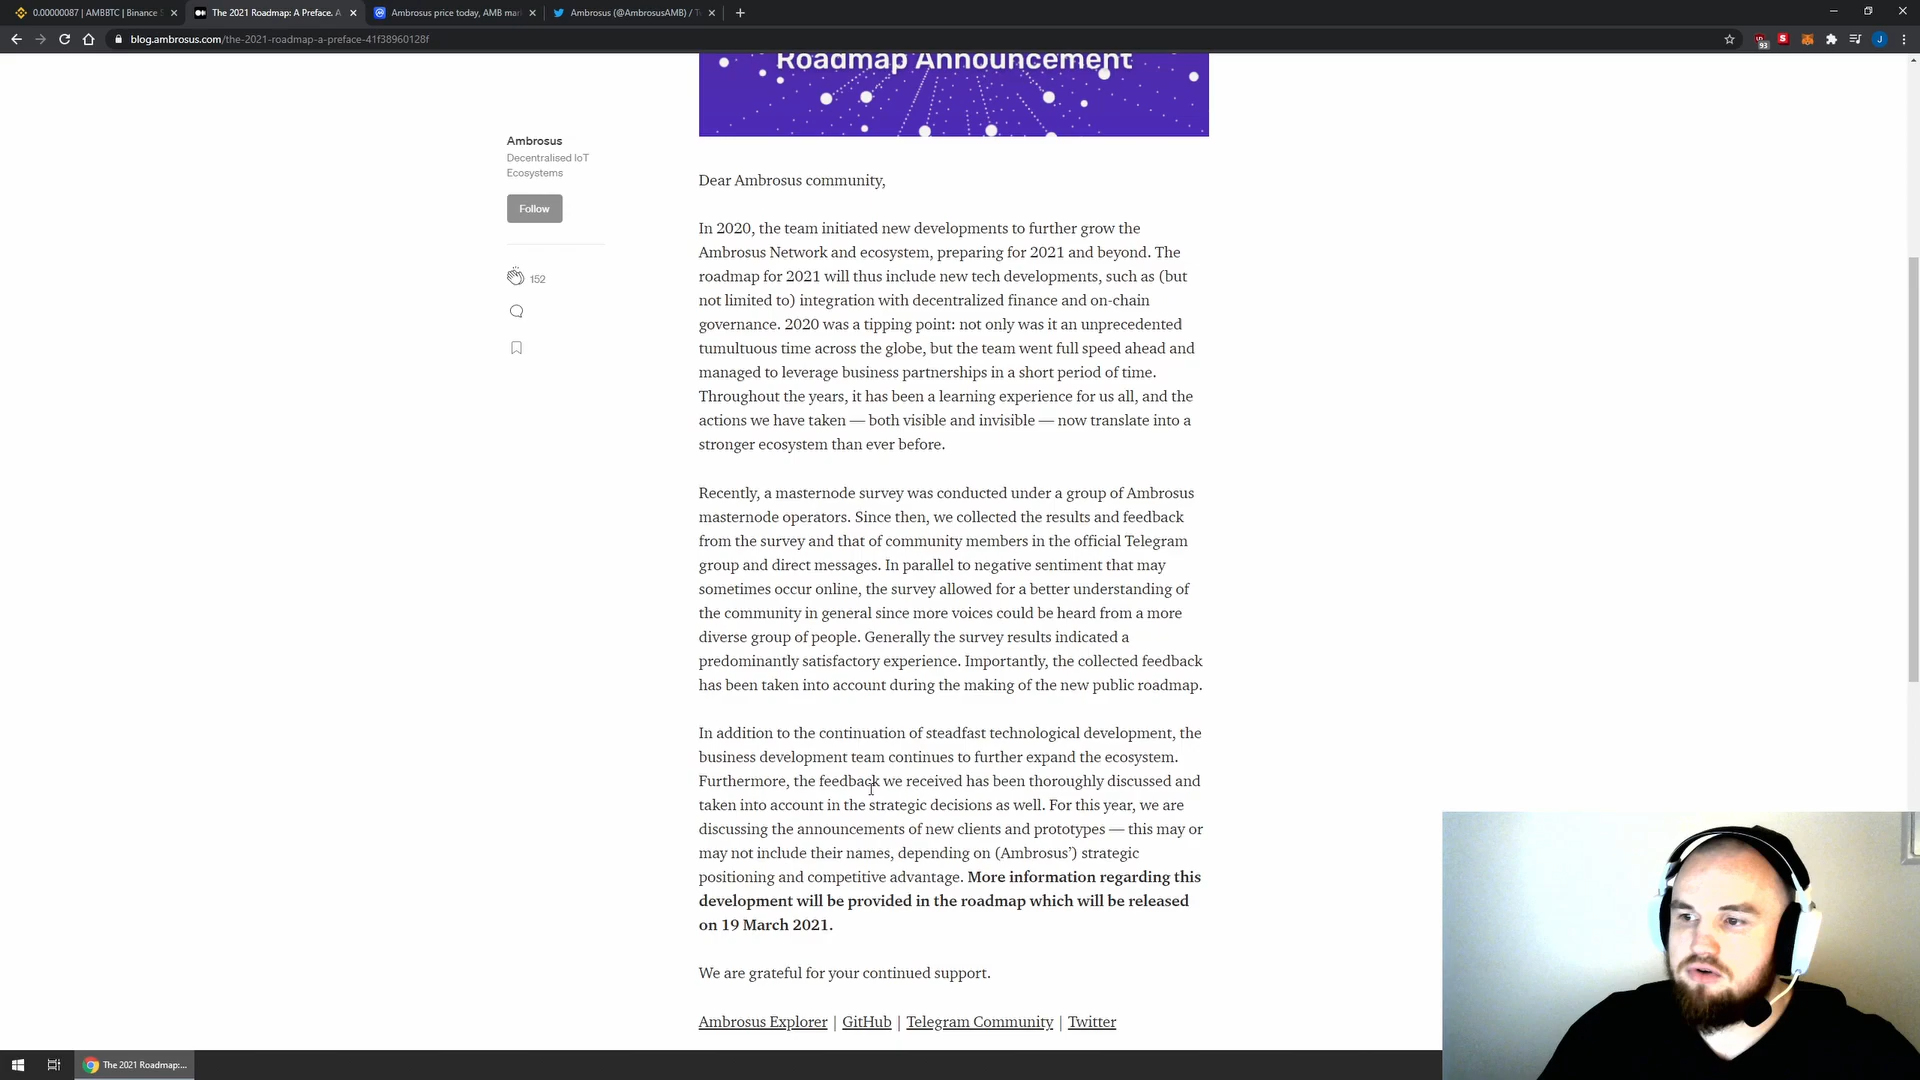 0.00000087 | AMBBTC | Binance S
The 2021 Roadmap: A Preface. A
Ambrosus price today, AMB mar
Ambrosus (@AmbrosusAMB) / T
blog.ambrosus.com/the-2021-roadmap-a-preface-41f38960128f
93
S
J
Roadmap Announcement
Ambrosus
Decentralised IoT
Ecosystems
Follow
152
Dear Ambrosus community,
In 2020, the team initiated new developments to further grow the
Ambrosus Network and ecosystem, preparing for 2021 and beyond. The
roadmap for 2021 will thus include new tech developments, such as (but
not limited to) integration with decentralized finance and on-chain
governance. 2020 was a tipping point: not only was it an unprecedented
tumultuous time across the globe, but the team went full speed ahead and
managed to leverage business partnerships in a short period of time.
Throughout the years, it has been a learning experience for us all, and the
actions we have taken — both visible and invisible — now translate into a
stronger ecosystem than ever before.
Recently, a masternode survey was conducted under a group of Ambrosus
masternode operators. Since then, we collected the results and feedback
from the survey and that of community members in the official Telegram
group and direct messages. In parallel to negative sentiment that may
sometimes occur online, the survey allowed for a better understanding of
the community in general since more voices could be heard from a more
diverse group of people. Generally the survey results indicated a
predominantly satisfactory experience. Importantly, the collected feedback
has been taken into account during the making of the new public roadmap.
In addition to the continuation of steadfast technological development, the
business development team continues to further expand the ecosystem.
Furthermore, the feedback we received has been thoroughly discussed and
taken into account in the strategic decisions as well. For this year, we are
discussing the announcements of new clients and prototypes — this may or
may not include their names, depending on (Ambrosus’) strategic
positioning and competitive advantage. More information regarding this
development will be provided in the roadmap which will be released
on 19 March 2021.
We are grateful for your continued support.
Ambrosus Explorer | GitHub | Telegram Community | Twitter
The 2021 Roadmap:...